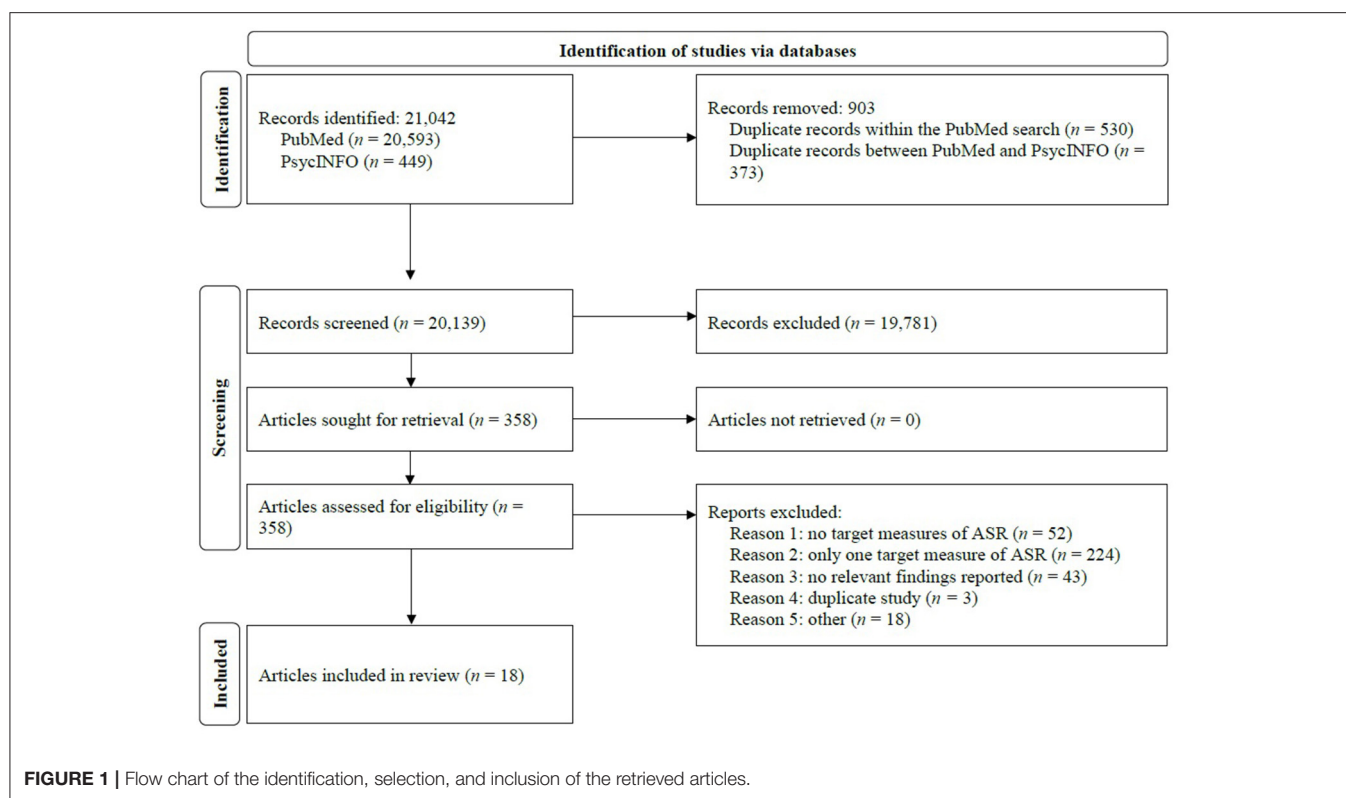 Identification of studies via databases
Identification
Records identified: 21,042
PubMed (n = 20,593)
PsycINFO (n = 449)
Records removed: 903
Duplicate records within the PubMed search (n = 530)
Duplicate records between PubMed and PsycINFO (n =
373)
Screening
Records screened (n = 20,139)
Records excluded (n = 19,781)
Articles sought for retrieval (n = 358)
Articles not retrieved (n = 0)
Articles assessed for eligibility (n =
358)
Reports excluded:
Reason 1: no target measures of ASR (n = 52)
Reason 2: only one target measure of ASR (n = 224)
Reason 3: no relevant findings reported (n = 43)
Reason 4: duplicate study (n = 3)
Reason 5: other (n = 18)
Included
Articles included in review (n = 18)
FIGURE 1 | Flow chart of the identification, selection, and inclusion of the retrieved articles.